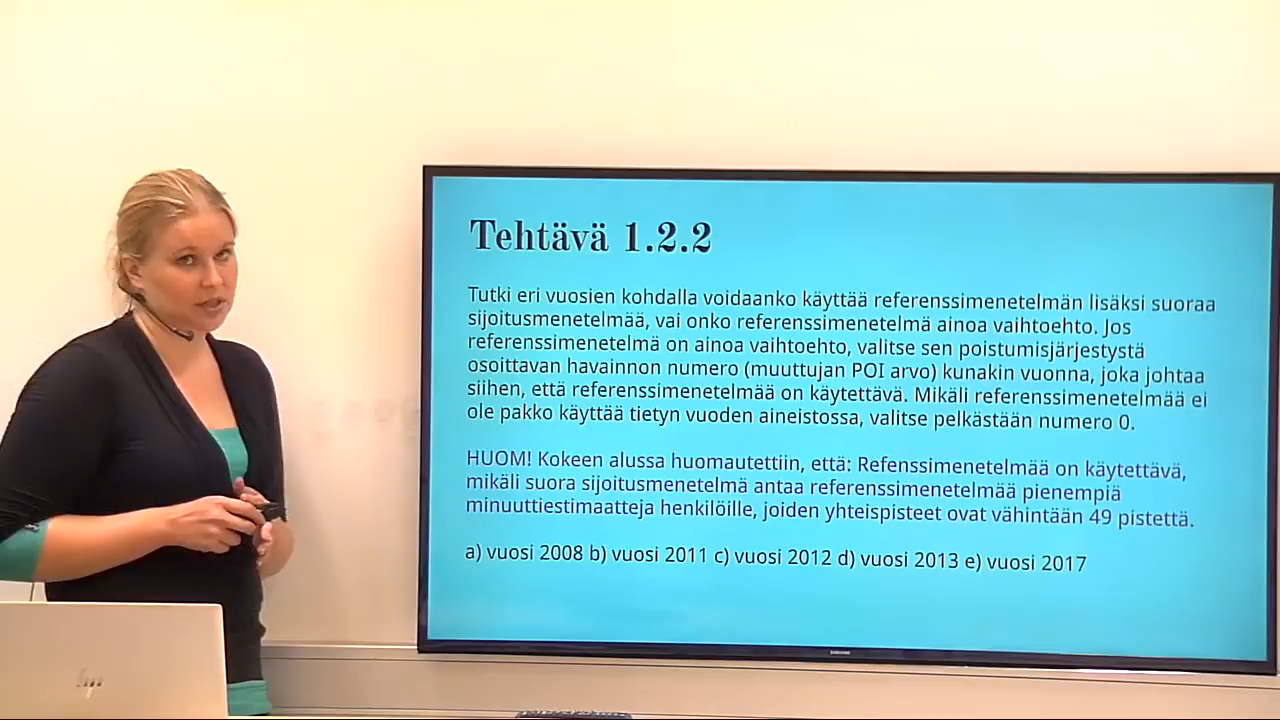 Tehtävä 1.2.2
Tutki eri vuosien kohdalla voidaanko käyttää referenssimenetelmän lisäksi suoraa
sijoitusmenetelmää, vai onko referenssimenetelmä ainoa vaihtoehto. Jos
referenssimenetelmä on ainoa vaihtoehto, valitse sen poistumisjärjestystä
osoittavan havainnon numero (muuttujan POI arvo) kunakin vuonna, joka johtaa
siihen, että referenssimenetelmää on käytettävä. Mikäli referenssimenetelmää ei
ole pakko käyttää tietyn vuoden aineistossa, valitse pelkästään numero 0.
HUOM! Kokeen alussa huomautettiin, että: Refenssimenetelmää on käytettävä,
mikäli suora sijoitusmenetelmä antaa referenssimenetelmää pienempiä
minuuttiestimaatteja henkilöille, joiden yhteispisteet ovat vähintään 49 pistettä.
a) vuosi 2008 b) vuosi 2011 c) vuosi 2012 d) vuosi 2013 e) vuosi 2017
SAMSUNG
hp